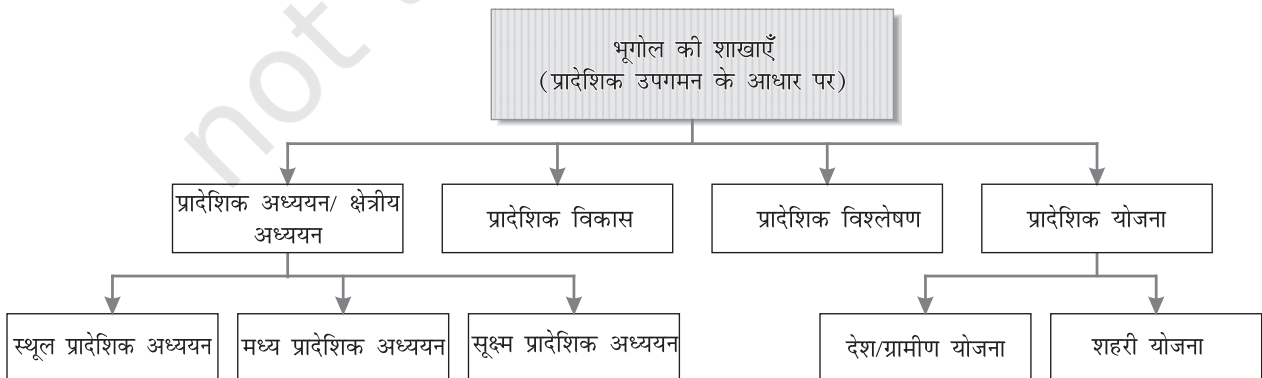 not
भूगोल की शाखाएँ
(प्रादेशिक उपगमन के आधार पर)
प्रादेशिक अध्ययन/ क्षेत्रीय
अध्ययन
प्रादेशिक विकास
प्रादेशिक विश्लेषण
प्रादेशिक योजना
स्थूल प्रादेशिक अध्ययन
मध्य प्रादेशिक अध्ययन
सूक्ष्म प्रादेशिक अध्ययन
देश/ग्रामीण योजना
शहरी योजना